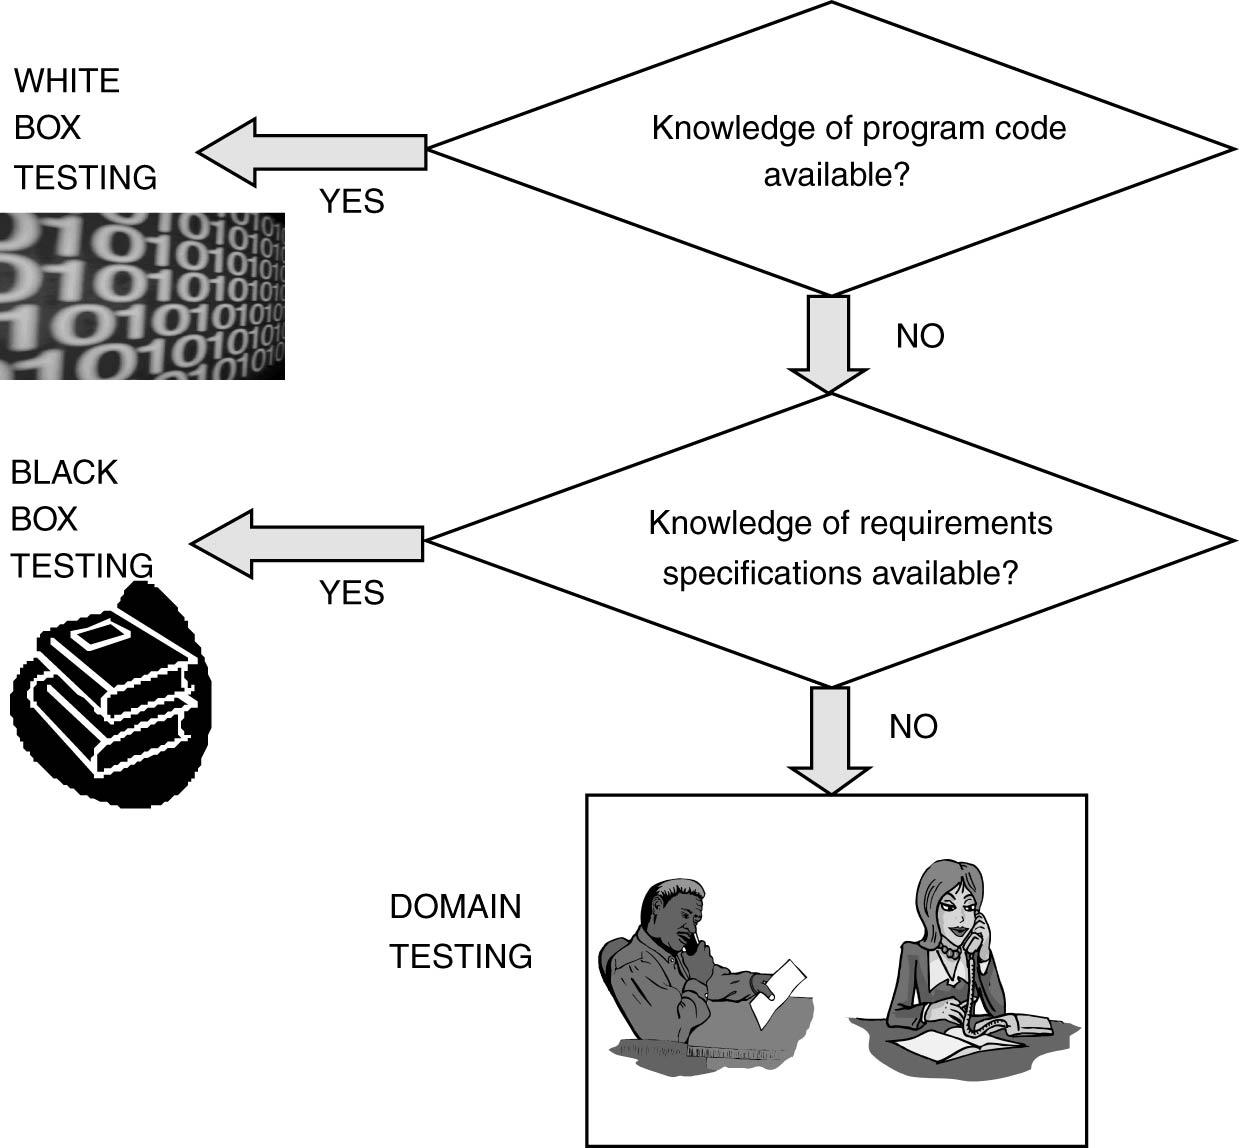 WHITE
BOX
TESTING
YES
Knowledge of program code
available?
NO
BLACK
BOX
TESTING
YES
Knowledge of requirements
specifications available?
NO
DOMAIN
TESTING